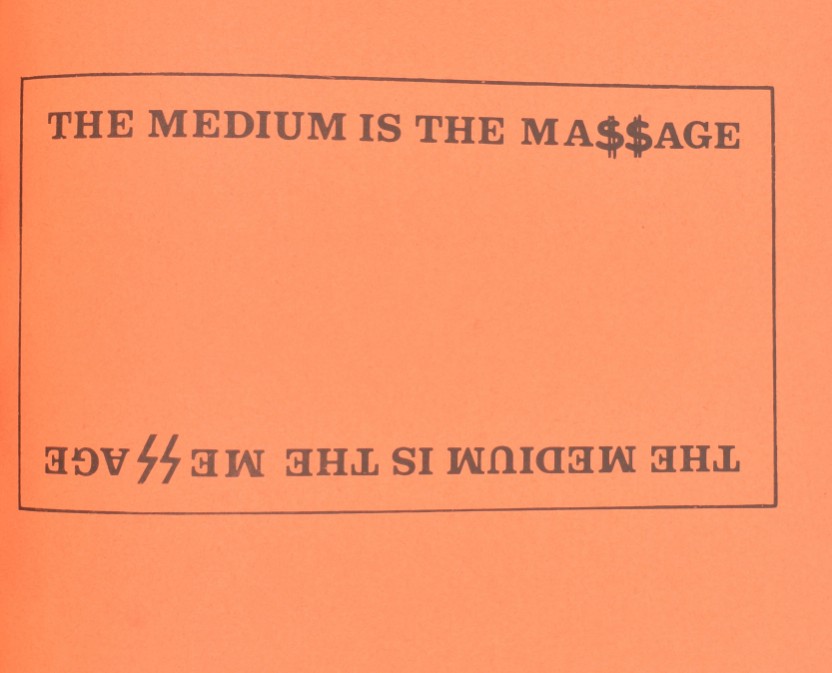 THE MEDIUM IS THE MA$$AGE
THE MEDIUM IS THE MEϟϟAGE